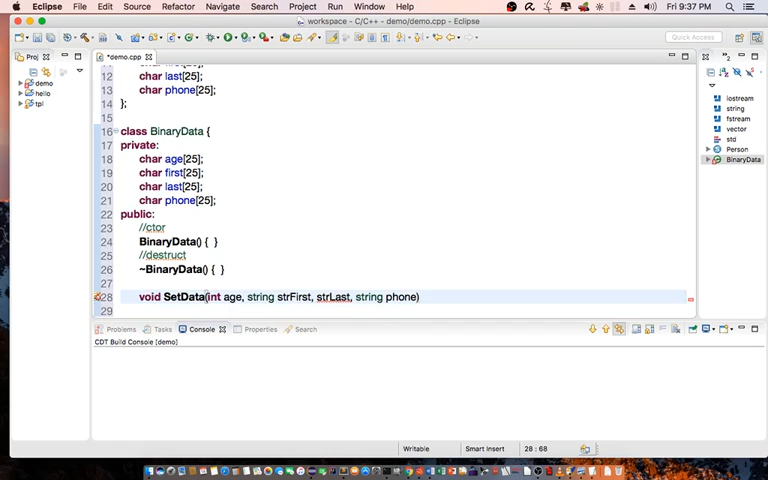 Eclipse File Edit Source Refactor Navigate Search Project Run Window Help Fri 9:37 PM
workspace - C/C++ - demo/demo.cpp - Eclipse
Quick Access
Proj *demo.cpp
demo
hello
tpl
12 char last[25];
13 char phone[25];
14 };
15
16 class BinaryData {
17 private:
18 char age[25];
19 char first[25];
20 char last[25];
21 char phone[25];
22 public:
23 //ctor
24 BinaryData() { }
25 //destruct
26 ~BinaryData() { }
27
28 void SetData(int age, string strFirst, strLast, string phone)
29
iostream
string
fstream
vector
std
Person
BinaryData
Problems Tasks Console Properties Search
CDT Build Console [demo]
Writable Smart Insert 28 : 68